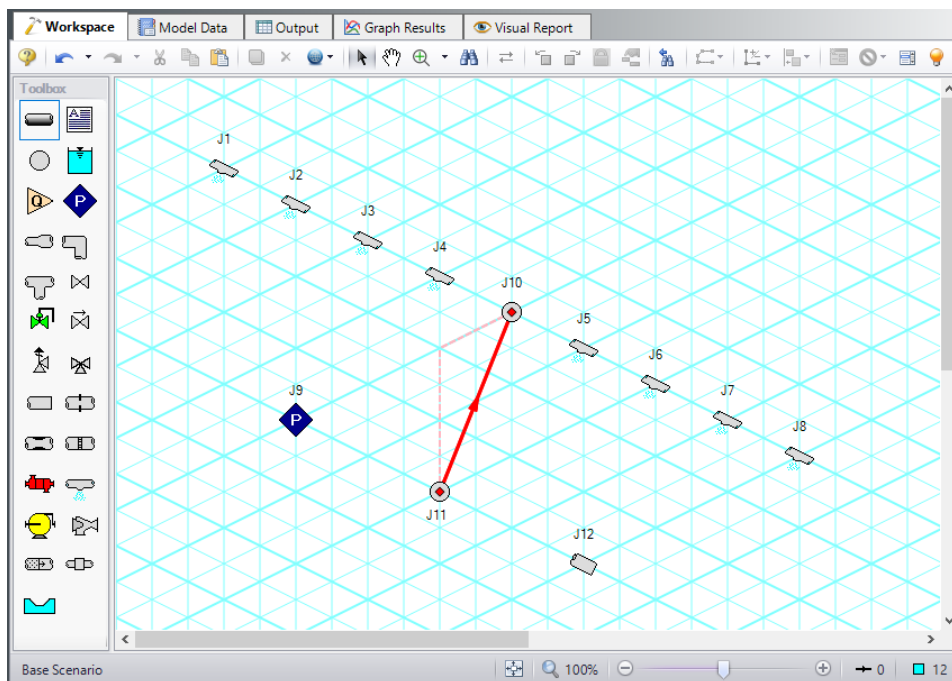 Workspace
Model Data
Output
Graph Results
Visual Report
Toolbox
A
Q
P
J1
J2
J3
J4
J10
J5
J6
J9
P
J7
J8
J11
J12
Base Scenario
100%
0
12